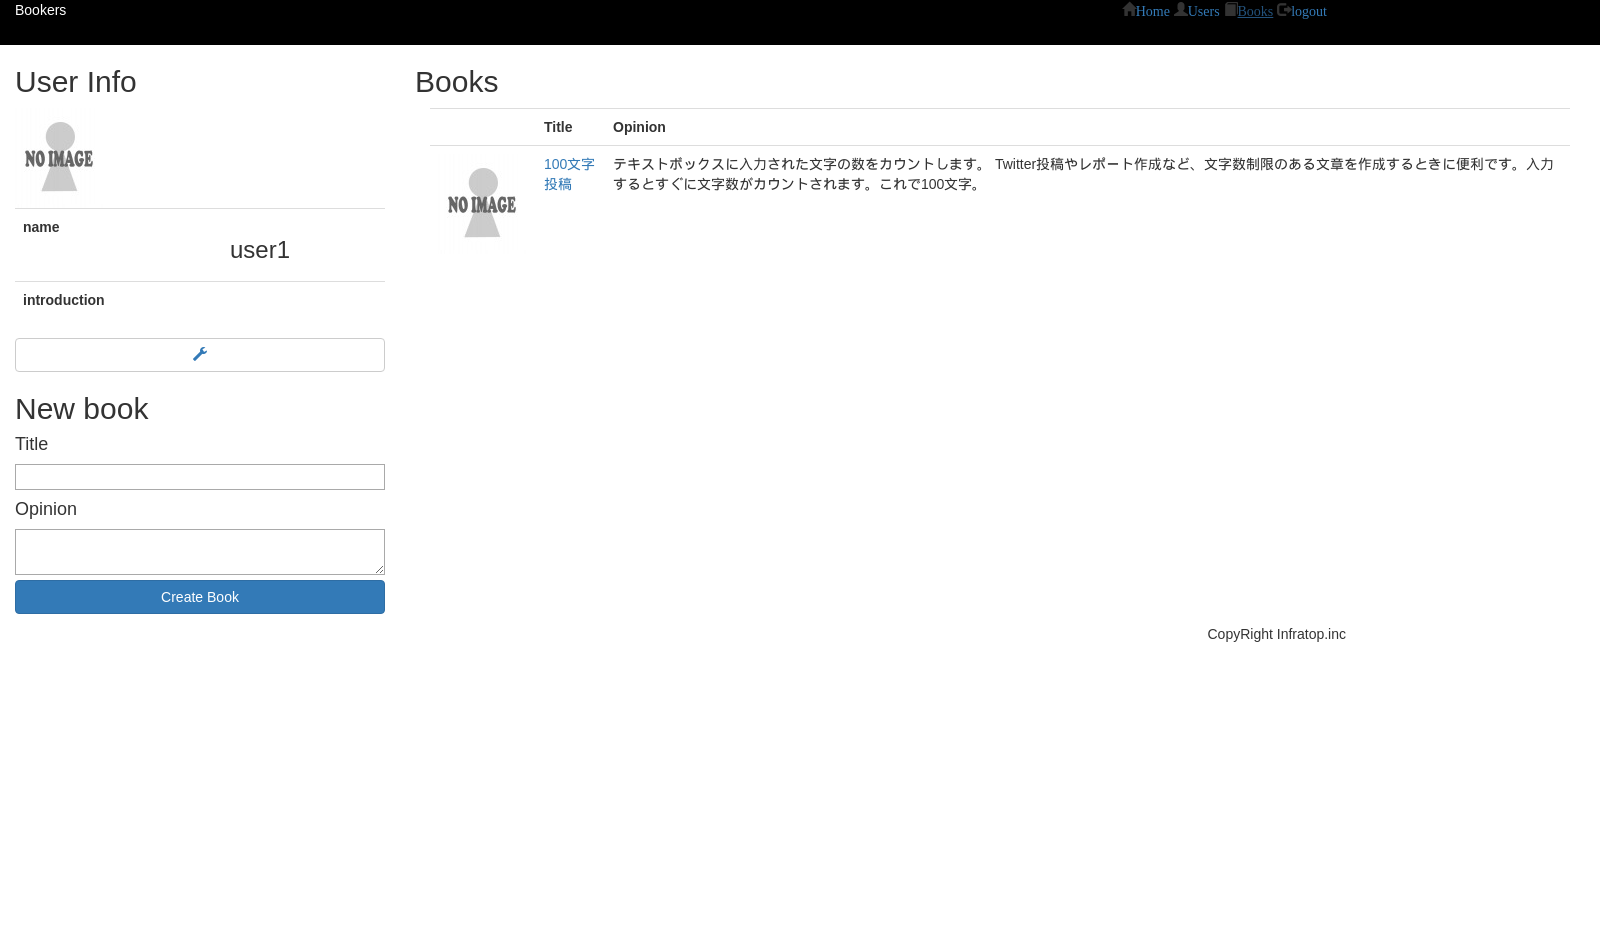 Bookers
Home Users Books logout
User Info
NO IMAGE
name
user1
introduction
New book
Title
Opinion
Create Book
Books
Title Opinion
NO IMAGE
100文字 テキストボックスに入力された文字の数をカウントします。 Twitter投稿やレポート作成など、文字数制限のある文章を作成するときに便利です。入力
投稿 するとすぐに文字数がカウントされます。これで100文字。
CopyRight Infratop.inc